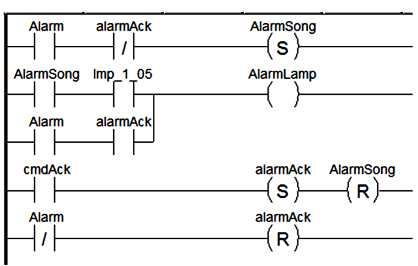 Alarm alarmAck AlarmSong
/ S
AlarmSong Imp_1_05 AlarmLamp
Alarm alarmAck
cmdAck alarmAck AlarmSong
S R
Alarm alarmAck
/ R